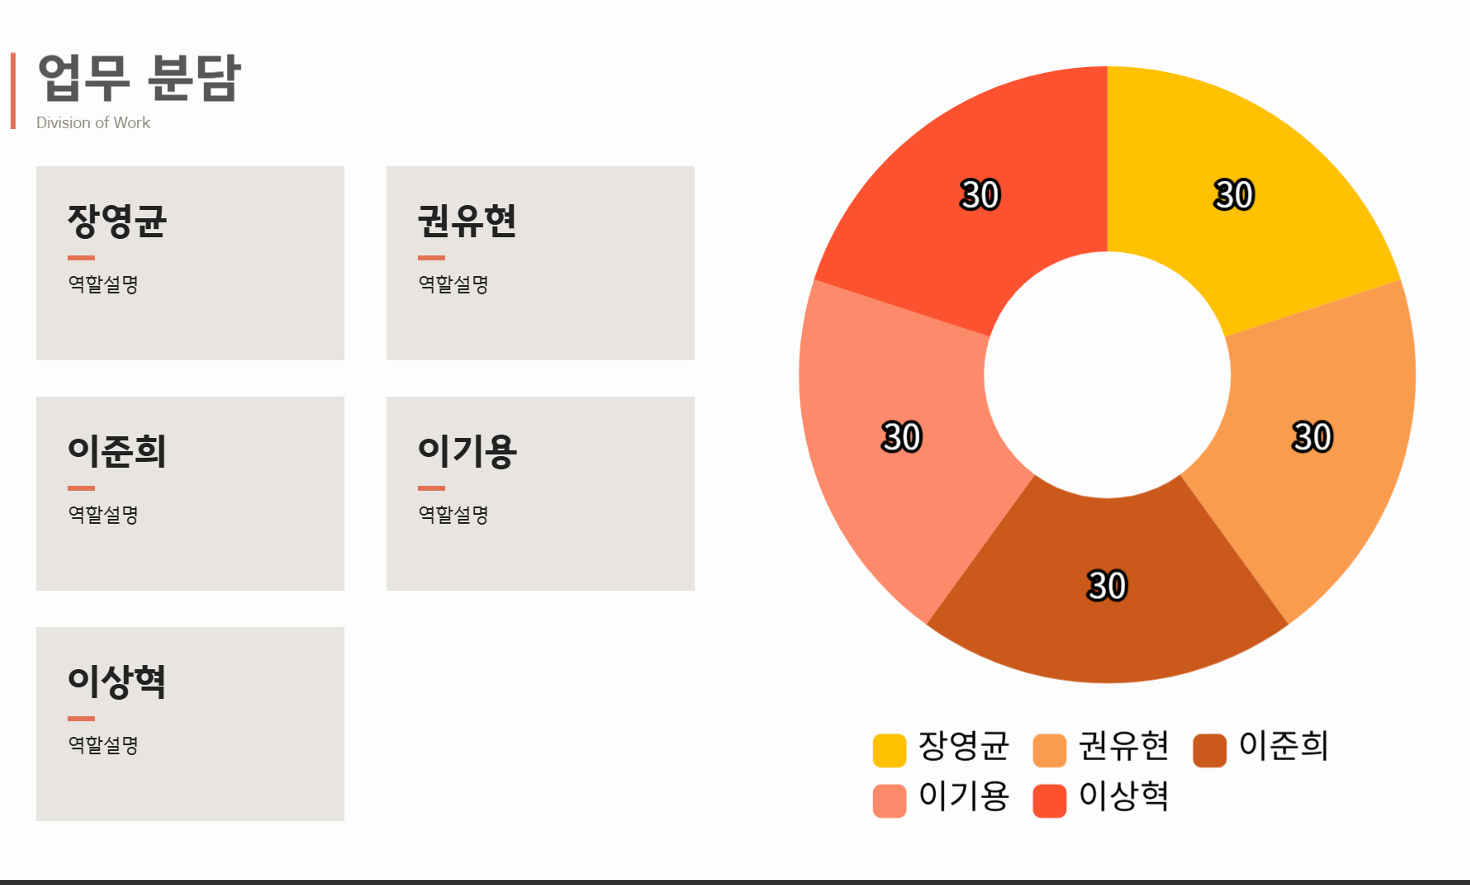 업무 분담
Division of Work
장영균
역할설명
권유현
역할설명
이준희
역할설명
이기용
역할설명
이상혁
역할설명
30
30
30
30
30
장영균
권유현
이준희
이기용
이상혁